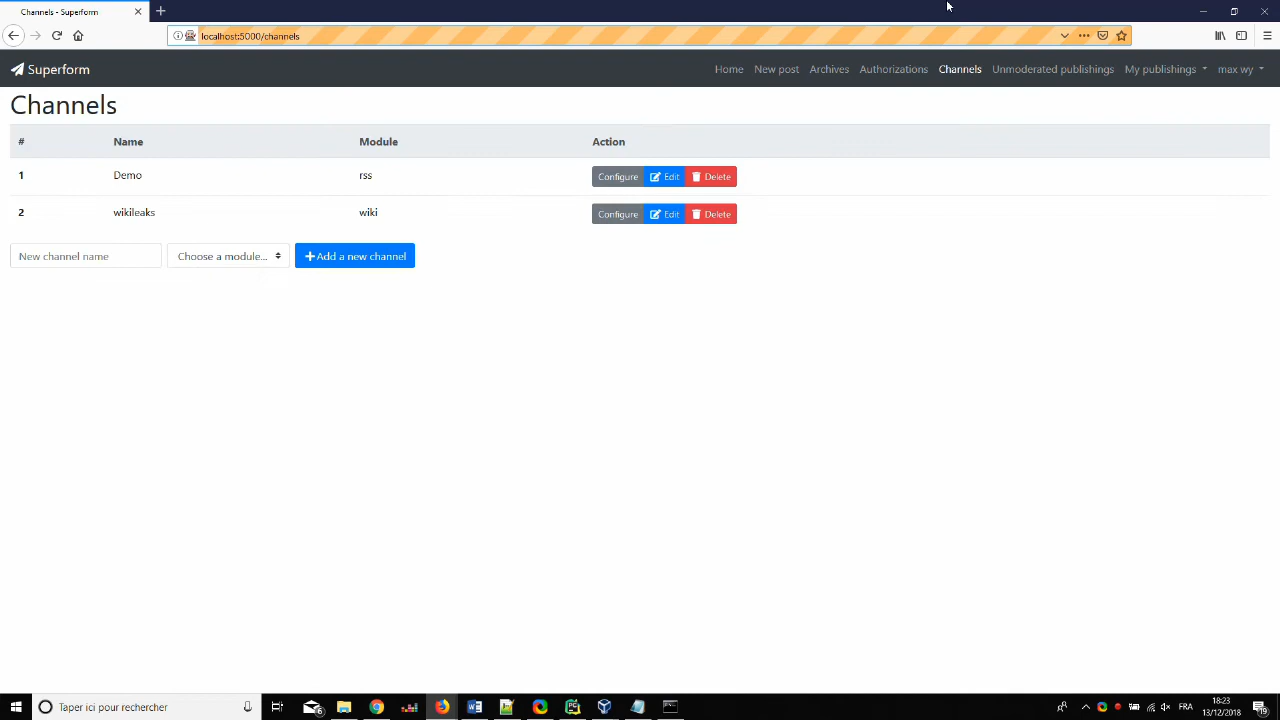 Channels - Superform
localhost:5000/channels
Superform
Home New post Archives Authorizations Channels Unmoderated publishings My publishings max wy
Channels
# Name Module Action
1 Demo rss Configure Edit Delete
2 wikileaks wiki Configure Edit Delete
New channel name Choose a module... Add a new channel
Taper ici pour rechercher
6
FRA
18:23
13/12/2018
19